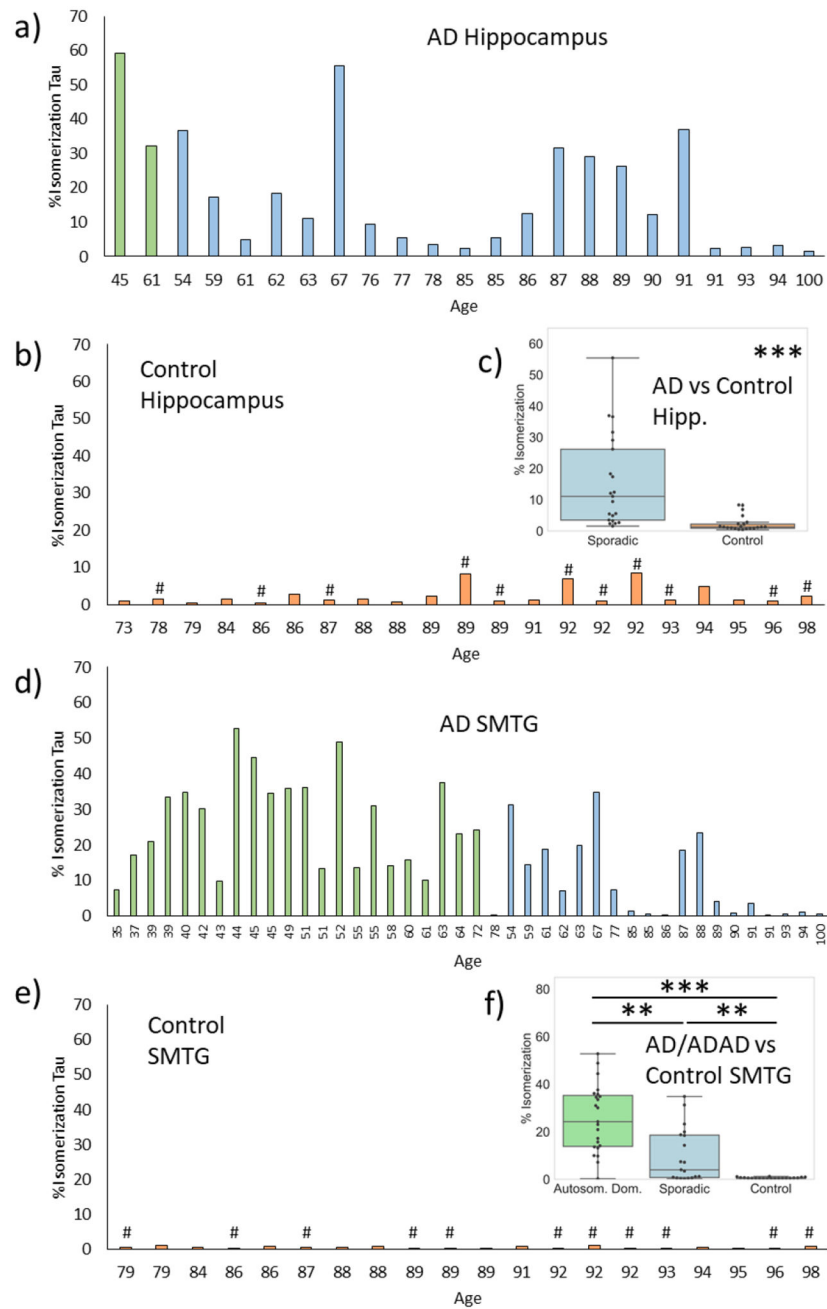 a)
AD Hippocampus
%Isomerization Tau
70
60
50
40
30
20
10
0
45 61 54 59 61 62 63 67 76 77 78 85 85 86 87 88 89 90 91 91 93 94 100
Age
b)
Control
Hippocampus
%Isomerization Tau
70
60
50
40
30
20
10
0
# # # # # # # # # # #
73 78 79 84 86 86 87 88 88 89 89 89 91 92 92 92 93 94 95 96 98
Age
c)
***
AD vs Control
Hipp.
% Isomerization
60
50
40
30
20
10
0
Sporadic Control
d)
AD SMTG
% Isomerization Tau
70
60
50
40
30
20
10
0
35 37 39 39 40 42 43 44 45 45 49 51 51 52 55 55 58 60 61 63 64 72 78 54 59 61 62 63 67 77 85 85 86 87 88 89 90 91 91 93 94 100
Age
e)
Control
SMTG
%Isomerization Tau
70
60
50
40
30
20
10
0
# # # # # # # # # # #
79 79 84 86 86 87 88 88 89 89 89 91 92 92 92 93 94 95 96 98
Age
f)
***
** **
AD/ADAD vs
Control SMTG
% Isomerization
80
60
40
20
0
Autosom. Dom. Sporadic Control